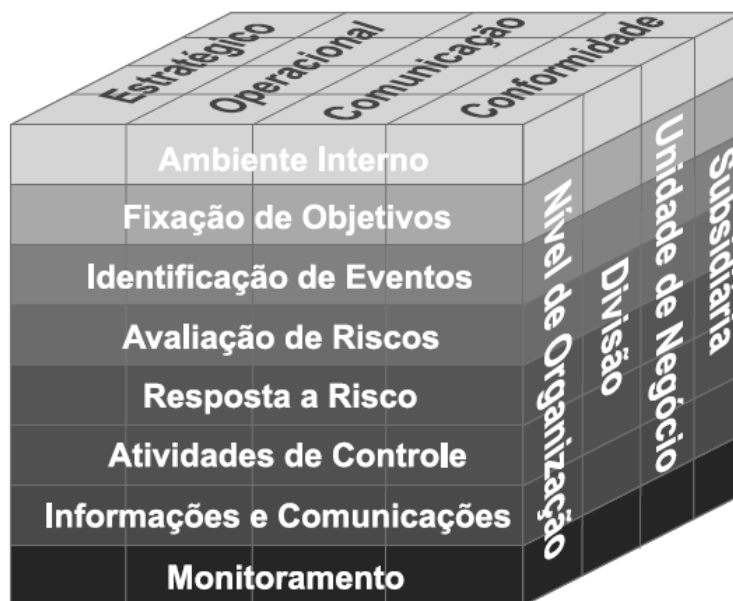 Estratégico
Operacional
Comunicação
Conformidade
Ambiente Interno
Fixação de Objetivos
Identificação de Eventos
Avaliação de Riscos
Resposta a Risco
Atividades de Controle
Informações e Comunicações
Monitoramento
Nível de Organização
Divisão
Unidade de Negócio
Subsidiária